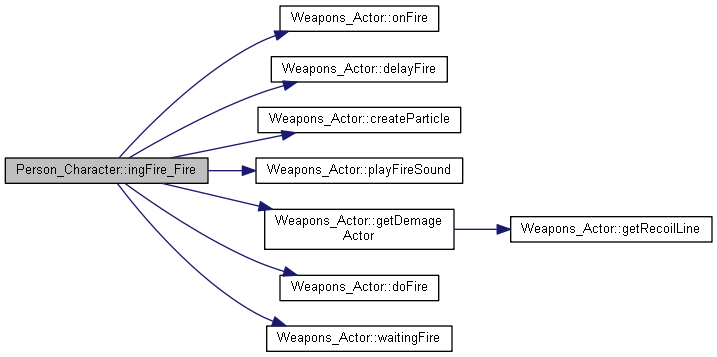 Weapons_Actor::onFire
Weapons_Actor::delayFire
Weapons_Actor::createParticle
Person_Character::ingFire_Fire
Weapons_Actor::playFireSound
Weapons_Actor::getDemage
Actor
Weapons_Actor::getRecoilLine
Weapons_Actor::doFire
Weapons_Actor::waitingFire